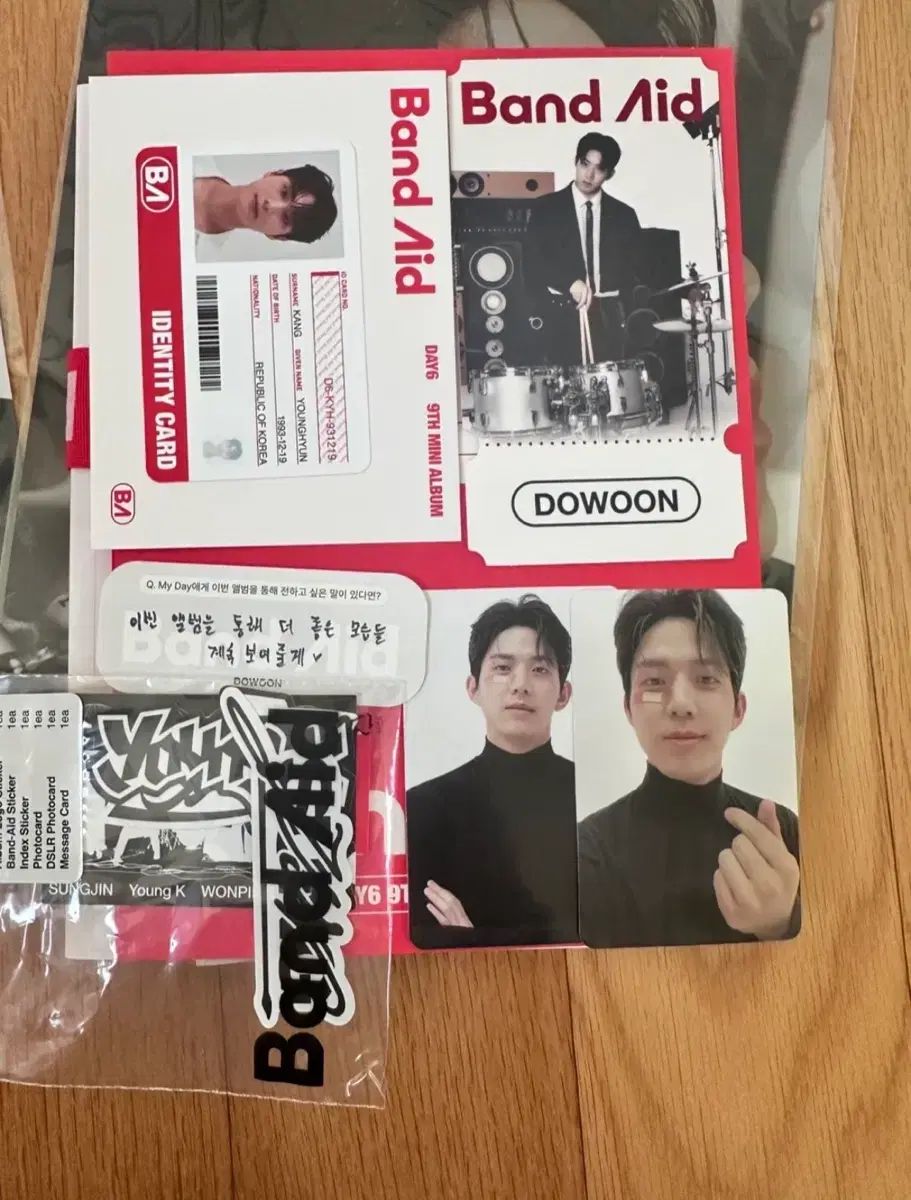 Band Aid
DAY6 9TH MINI ALBUM
BA
IDENTITY CARD
ID CARD NO.
D6-KYH-931219
SURNAME KANG GIVEN NAME YOUNGHYUN
DATE OF BIRTH 1993-12-19
NATIONALITY REPUBLIC OF KOREA
BA
Band Aid
DOWOON
Q. My Day에게 이번 앨범을 통해 전하고 싶은 말이 있다면?
이번 앨범을 통해 더 좋은 모습들
계속 보여줄게 ♥
Band Aid
DOWOON
Band-Aid Sticker 1ea
Index Sticker 1ea
Photocard 1ea
DSLR Photocard 1ea
Message Card 1ea
SUNGJIN Young K
Band Aid
Y6 9T